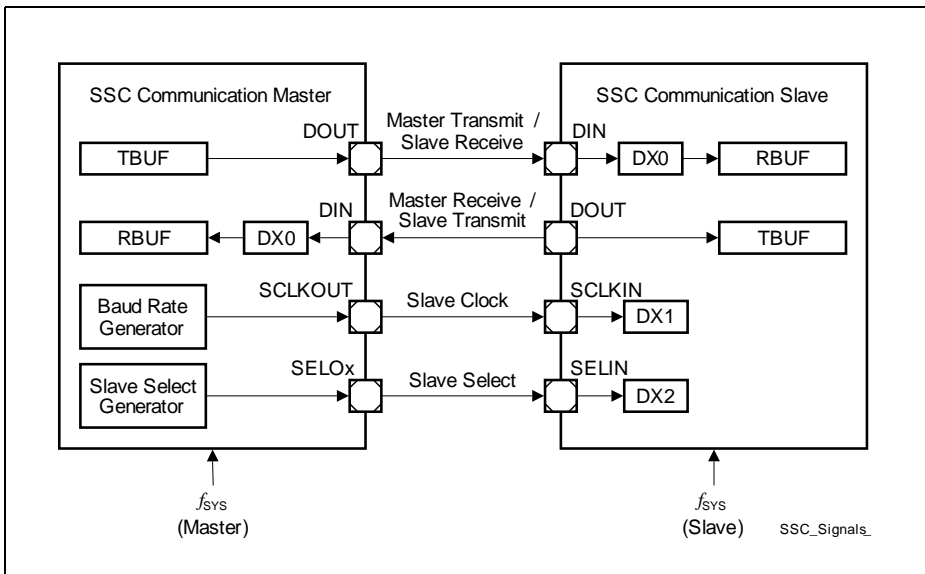 SSC Communication Master
SSC Communication Slave
DOUT
Master Transmit /
Slave Receive
DIN
TBUF
DX0
RBUF
DIN
Master Receive /
Slave Transmit
DOUT
RBUF
DX0
TBUF
SCLKOUT
Slave Clock
SCLKIN
Baud Rate
Generator
DX1
SELOx
Slave Select
SELIN
Slave Select
Generator
DX2
fSYS
(Master)
fSYS
(Slave)
SSC_Signals_